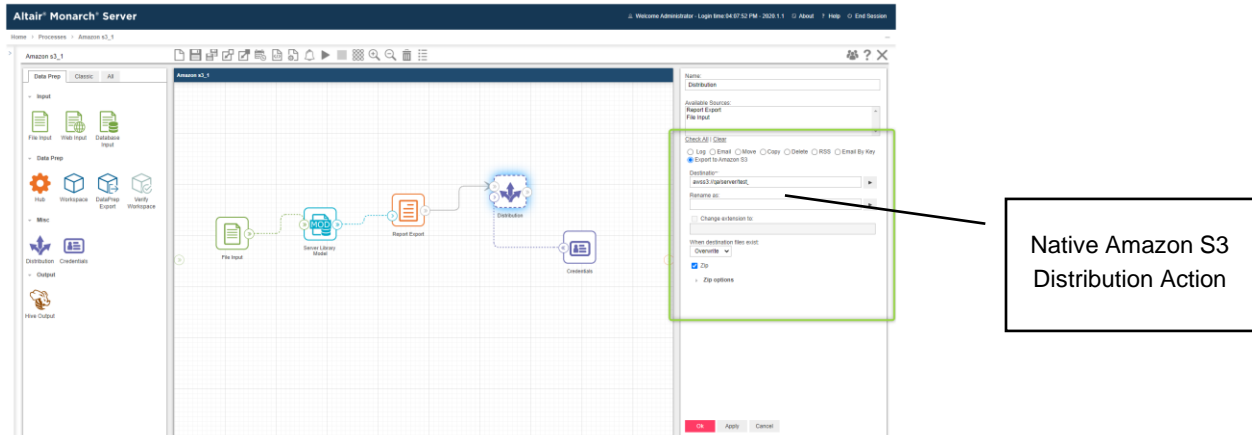 Altair® Monarch® Server
Welcome Administrator - Login time:04:07:52 PM - 2020.1.1 About ? Help End Session
Home > Processes > Amazon s3_1
Amazon s3_1
Data Prep Classic All
Input
File Input Web Input Database Input
Data Prep
Hub Workspace DataPrep Export Verify Workspace
Misc
Distribution Credentials
Output
Hive Output
Amazon s3_1
File Input
MOD
Server Library Model
Report Export
Distribution
Credentials
Name:
Distribution
Available Sources:
Report Export
File Input
Check All | Clear
Log Email Move Copy Delete RSS Email By Key
Export to Amazon S3
Destination
awss3://qaiserver/test_
Rename as:
Change extension to:
When destination files exist:
Overwrite
Zip
Zip options
Ok Apply Cancel
Native Amazon S3
Distribution Action